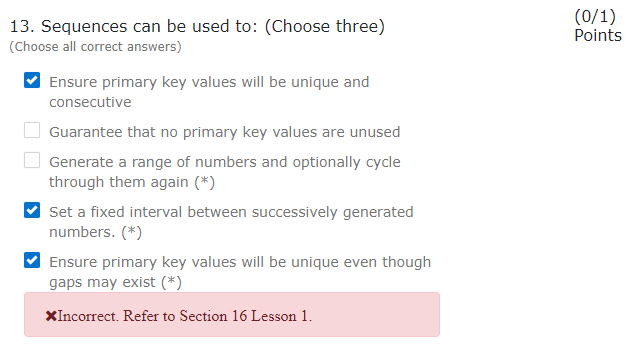 13. Sequences can be used to: (Choose three)
(0/1)
Points
(Choose all correct answers)
Ensure primary key values will be unique and
consecutive
Guarantee that no primary key values are unused
Generate a range of numbers and optionally cycle
through them again (*)
Set a fixed interval between successively generated
numbers. (*)
Ensure primary key values will be unique even though
gaps may exist (*)
✖Incorrect. Refer to Section 16 Lesson 1.